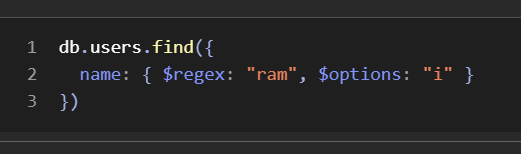 1 db.users.find({
2   name: { $regex: "ram", $options: "i" }
3 })